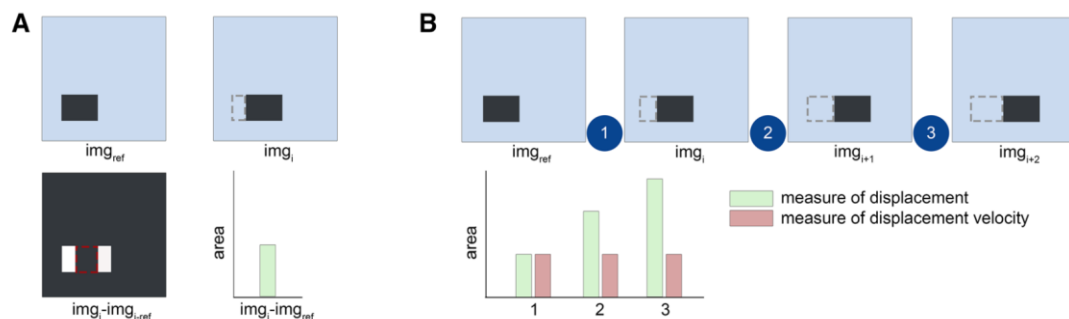 A
B
img_ref
img_i
img_i-img_i-ref
area
img_i-img_ref
1
2
3
img_ref
img_i
img_i+1
img_i+2
measure of displacement
measure of displacement velocity
area
1 2 3